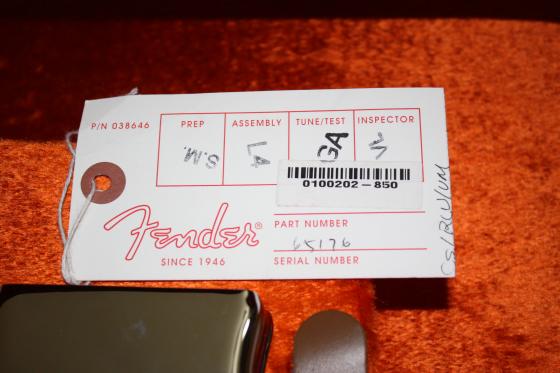 P/N 038646
PREP
ASSEMBLY
TUNE/TEST
INSPECTOR
S.M.
LA
GA
0100202-850
Fender®
SINCE 1946
PART NUMBER
65176
SERIAL NUMBER